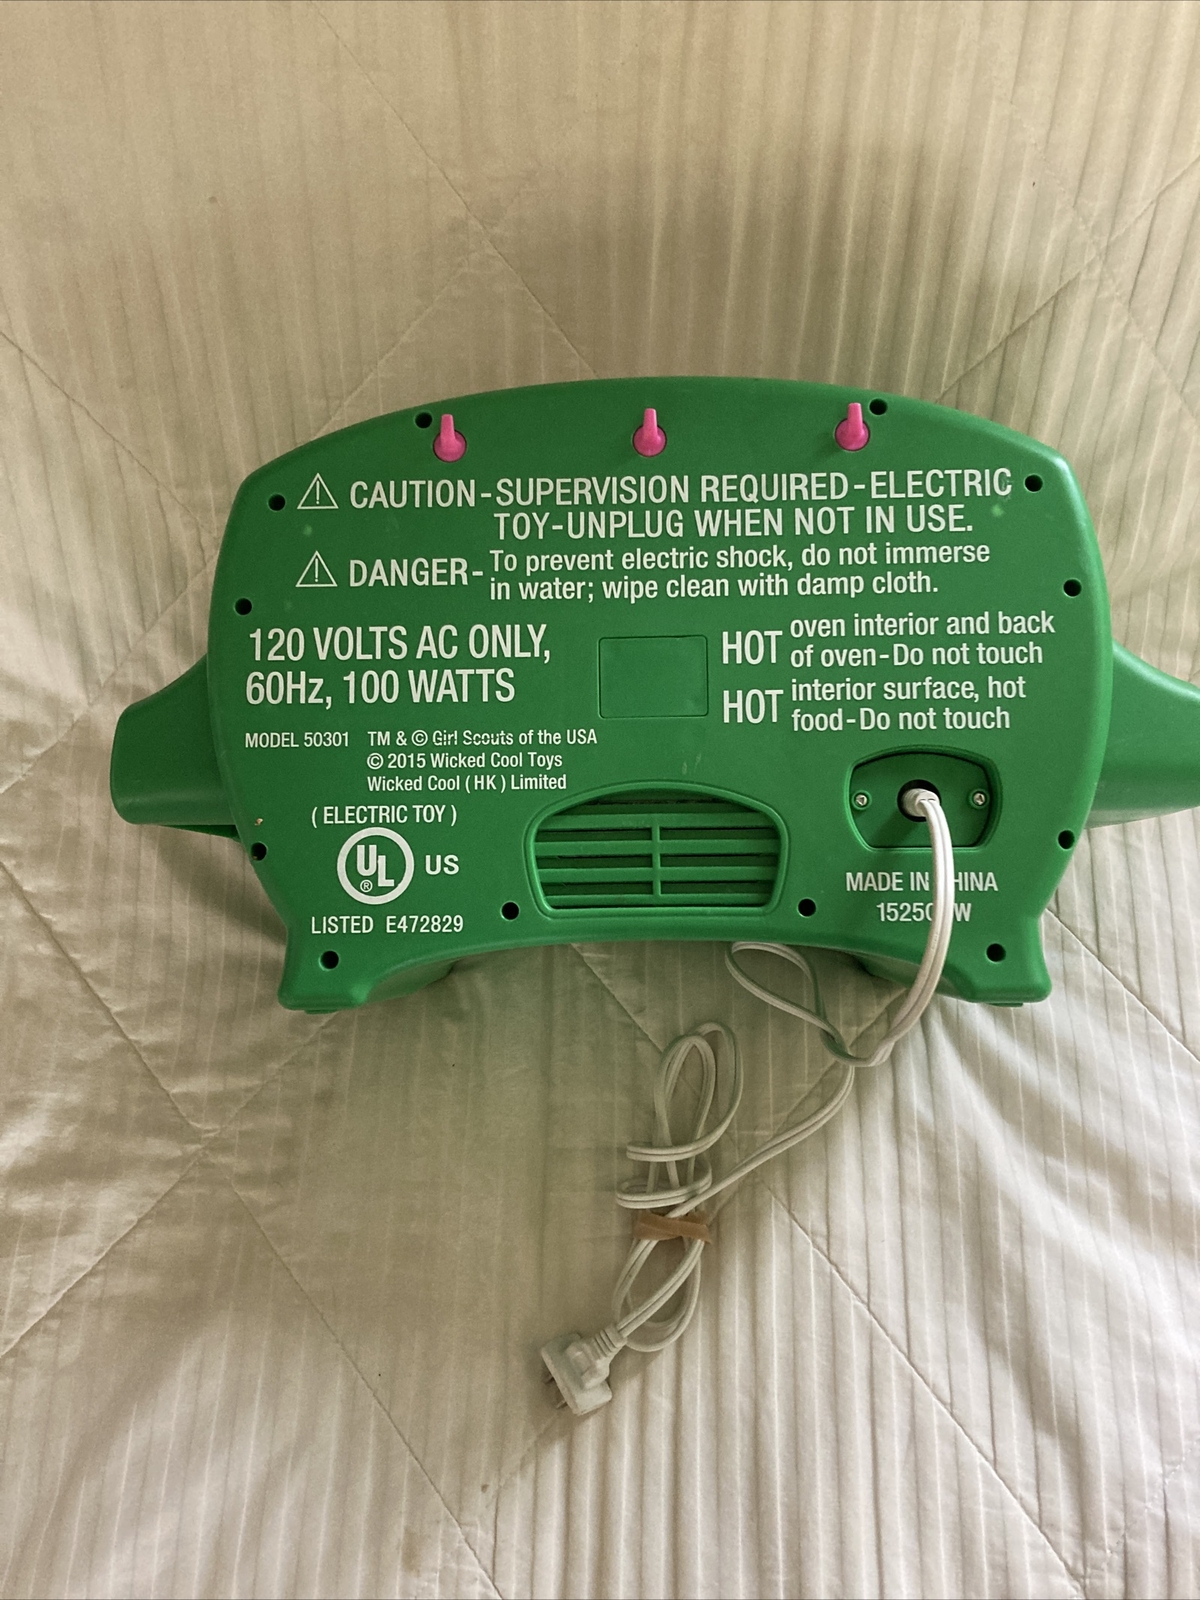 ⚠ CAUTION-SUPERVISION REQUIRED-ELECTRIC
TOY-UNPLUG WHEN NOT IN USE.
⚠ DANGER- To prevent electric shock, do not immerse
in water; wipe clean with damp cloth.
120 VOLTS AC ONLY,
60Hz, 100 WATTS
HOT oven interior and back
of oven-Do not touch
HOT interior surface, hot
food-Do not touch
MODEL 50301 TM & © Girl Scouts of the USA
© 2015 Wicked Cool Toys
Wicked Cool (HK) Limited
(ELECTRIC TOY)
UL ® US
LISTED E472829
MADE IN